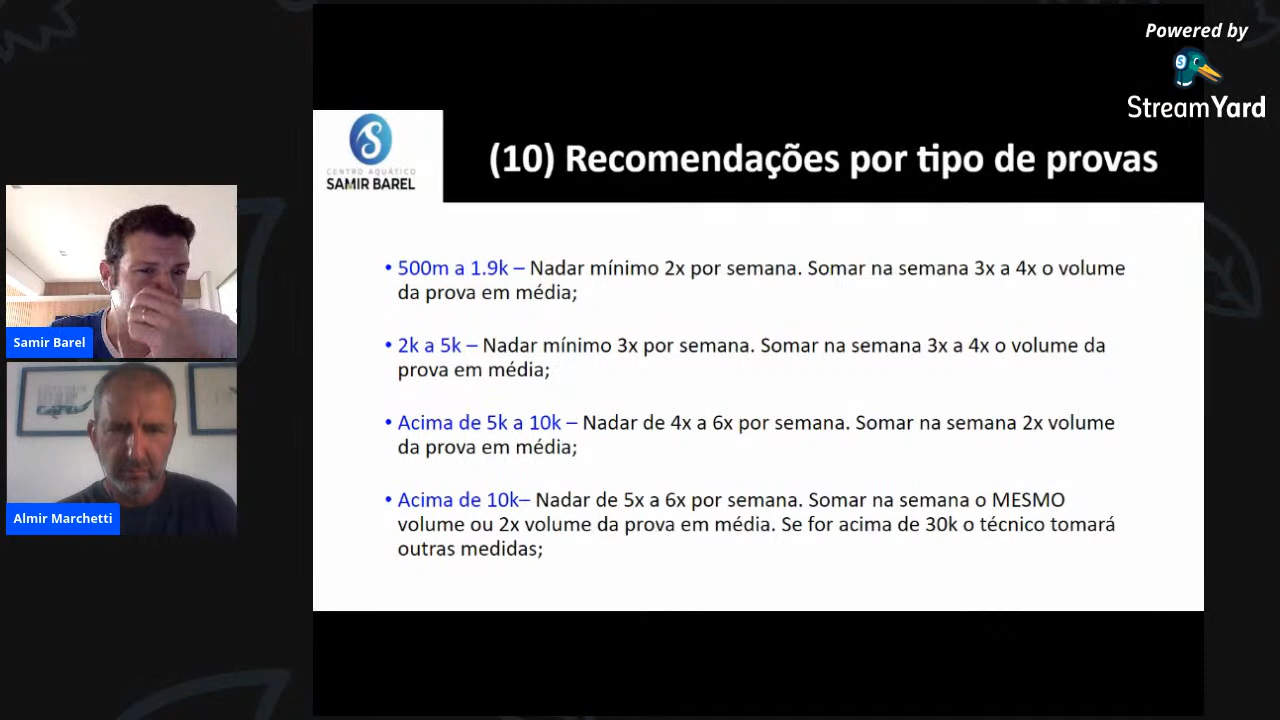 Powered by
StreamYard
CENTRO AQUÁTICO
SAMIR BAREL
(10) Recomendações por tipo de provas
• 500m a 1.9k – Nadar mínimo 2x por semana. Somar na semana 3x a 4x o volume
da prova em média;
• 2k a 5k – Nadar mínimo 3x por semana. Somar na semana 3x a 4x o volume da
prova em média;
• Acima de 5k a 10k – Nadar de 4x a 6x por semana. Somar na semana 2x volume
da prova em média;
• Acima de 10k– Nadar de 5x a 6x por semana. Somar na semana o MESMO
volume ou 2x volume da prova em média. Se for acima de 30k o técnico tomará
outras medidas;
Samir Barel
Almir Marchetti